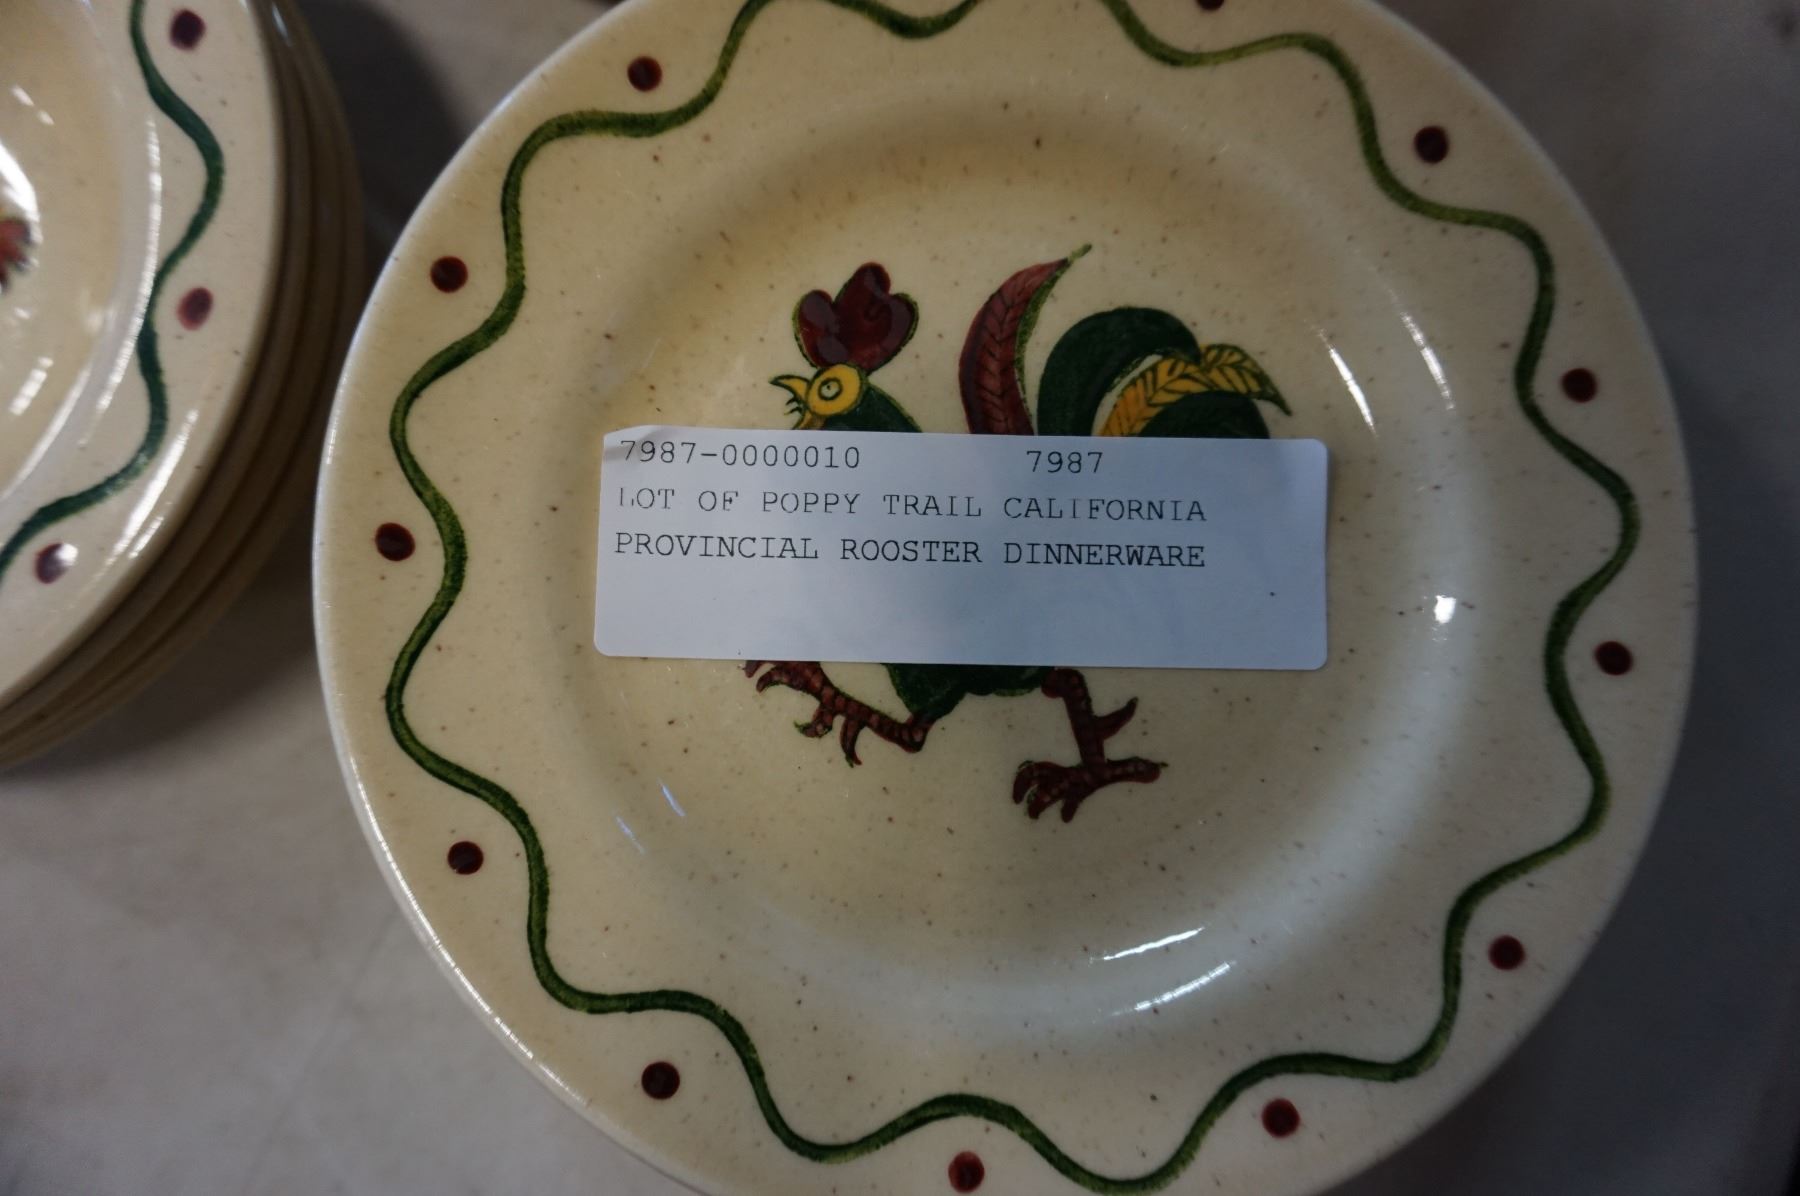 7987-0000010 7987
LOT OF POPPY TRAIL CALIFORNIA
PROVINCIAL ROOSTER DINNERWARE